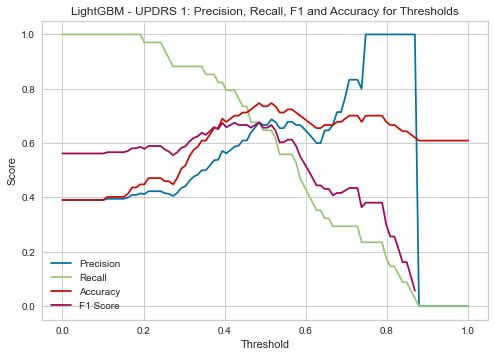 LightGBM - UPDRS 1: Precision, Recall, F1 and Accuracy for Thresholds
1.0
0.8
0.6
0.4
0.2
0.0
Score
Precision
Recall
Accuracy
F1 Score
0.0 0.2 0.4 0.6 0.8 1.0
Threshold